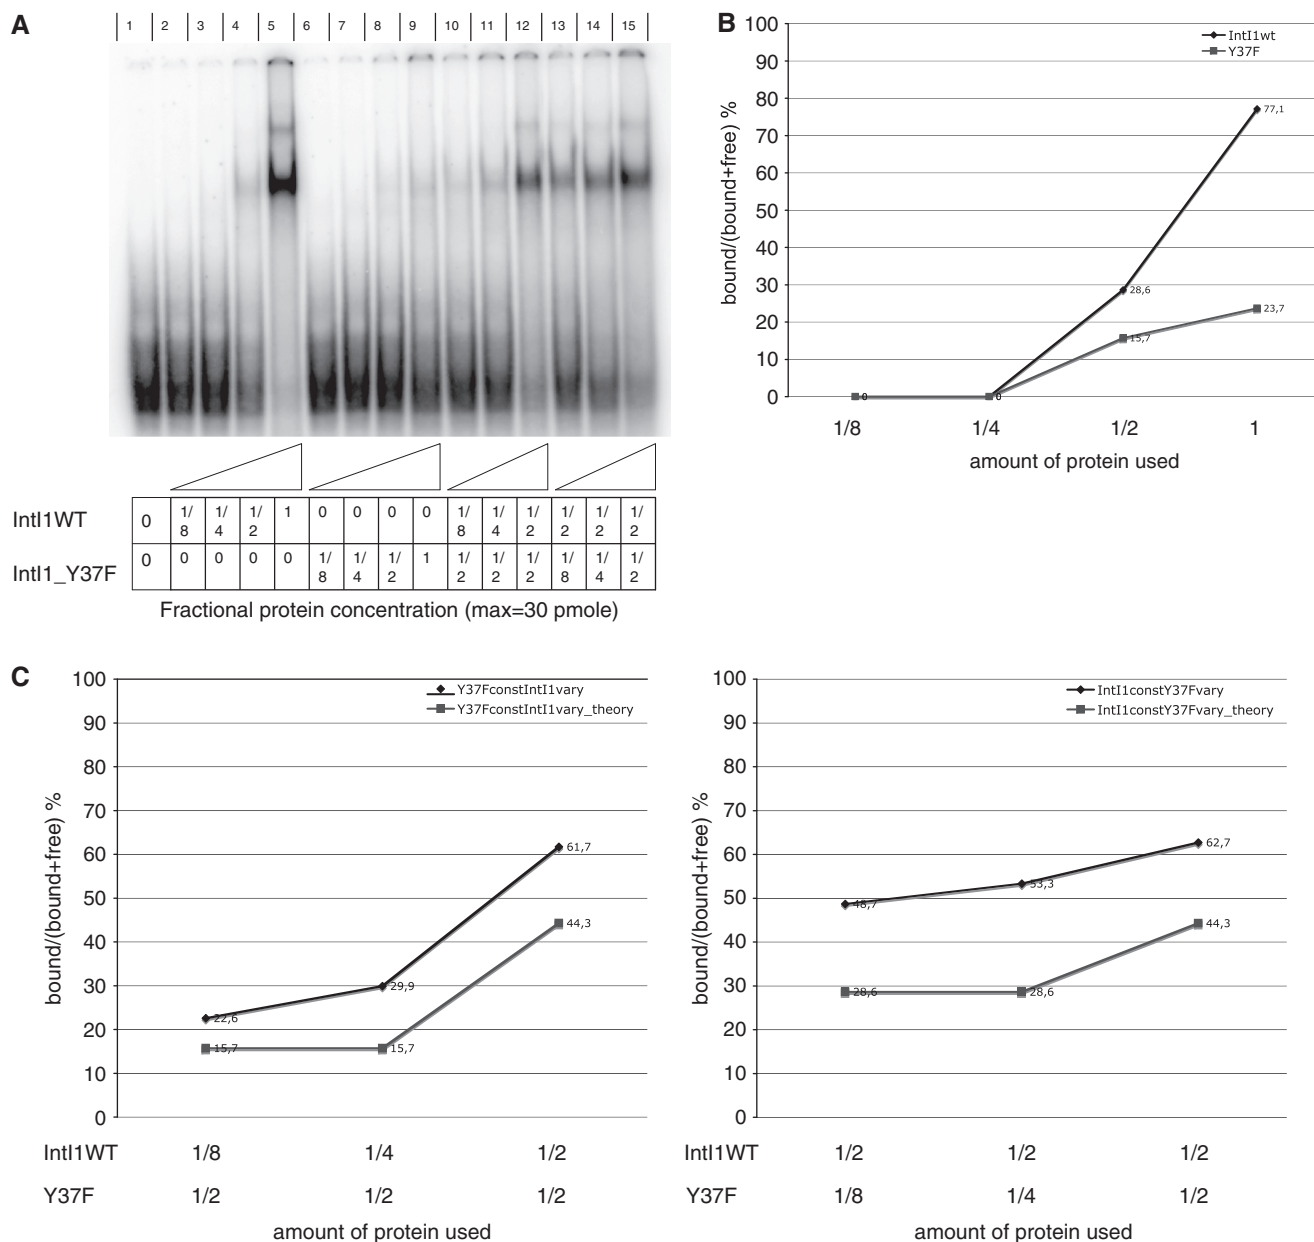 A
1 2 3 4 5 6 7 8 9 10 11 12 13 14 15
IntI1WT 0 1/8 1/4 1/2 1 0 0 0 0 1/8 1/4 1/2 1/2 1/2 1/2
IntI1_Y37F 0 0 0 0 0 1/8 1/4 1/2 1 1/2 1/2 1/2 1/8 1/4 1/2
Fractional protein concentration (max=30 pmole)
B
bound/(bound+free) %
100
90
80
70
60
50
40
30
20
10
0
IntI1wt
Y37F
77,1
28,6
23,7
15,7
0 0
1/8 1/4 1/2 1
amount of protein used
C
bound/(bound+free) %
100
90
80
70
60
50
40
30
20
10
0
Y37FconstIntI1vary
Y37FconstIntI1vary_theory
61,7
44,3
29,9
22,6
15,7 15,7
IntI1WT 1/8 1/4 1/2
Y37F 1/2 1/2 1/2
amount of protein used
bound/(bound+free) %
100
90
80
70
60
50
40
30
20
10
0
IntI1constY37Fvary
IntI1constY37Fvary_theory
62,7
53,3
48,7
44,3
28,6 28,6
IntI1WT 1/2 1/2 1/2
Y37F 1/8 1/4 1/2
amount of protein used